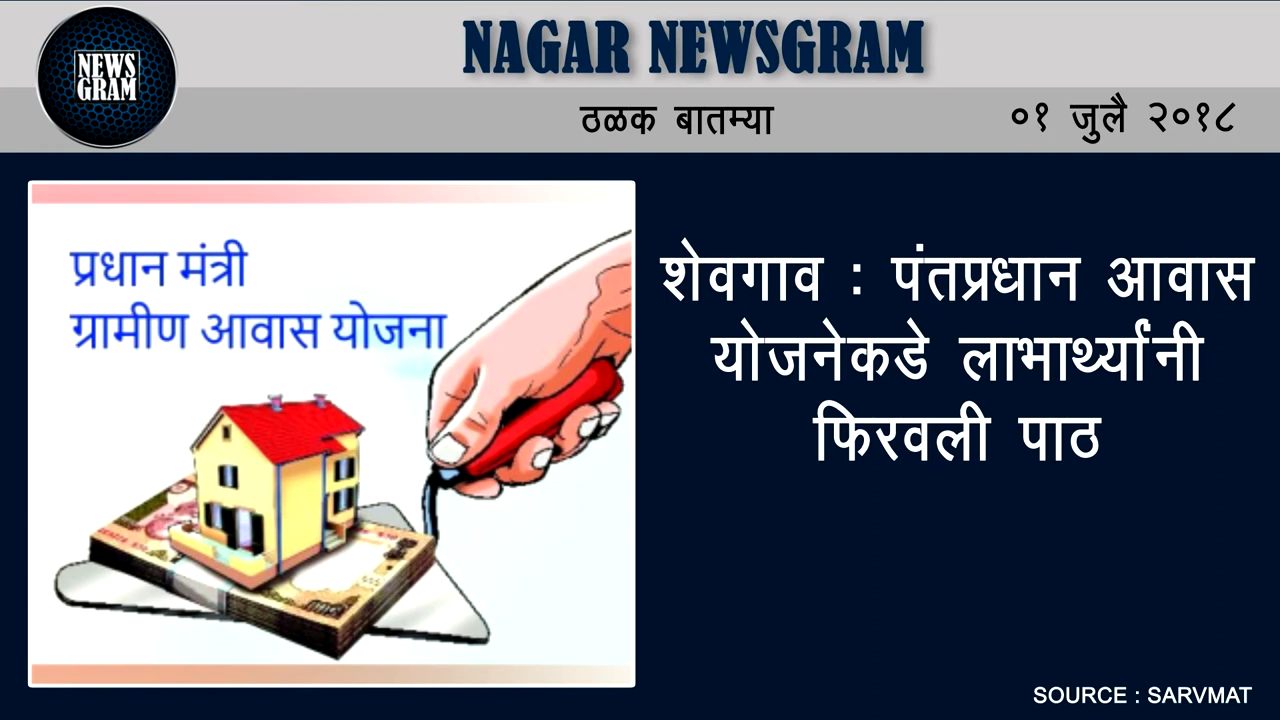 NEWS
GRAM
NAGAR NEWSGRAM
ठळक बातम्या
०१ जुलै २०१८
प्रधान मंत्री
ग्रामीण आवास योजना
शेवगाव : पंतप्रधान आवास
योजनेकडे लाभार्थ्यांनी
फिरवली पाठ
SOURCE : SARVMAT